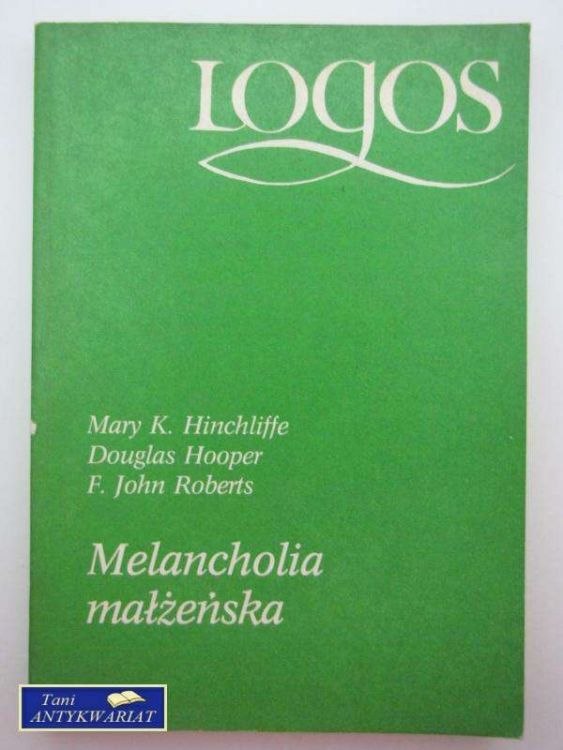 LOGOS
Mary K. Hinchliffe
Douglas Hooper
F. John Roberts
Melancholia
małżeńska
Tani
ANTYKWARIAT